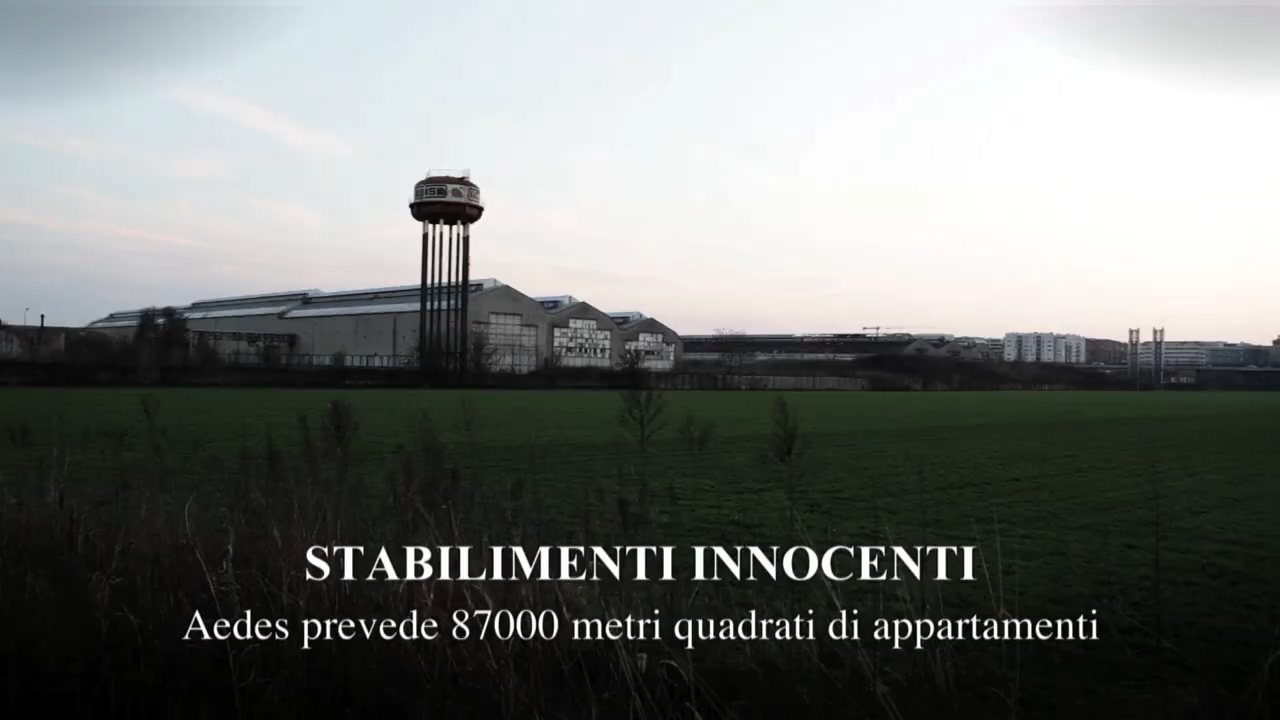 STABILIMENTI INNOCENTI
Aedes prevede 87000 metri quadrati di appartamenti